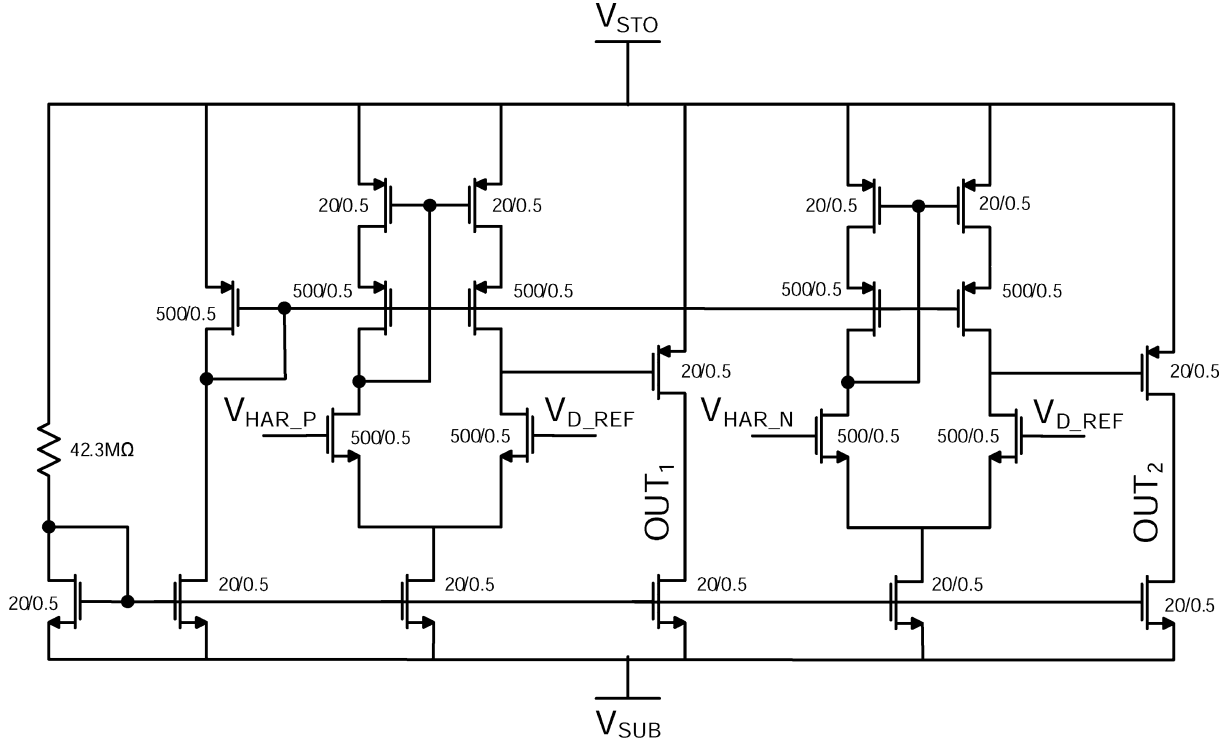 V_STO
20/0.5 20/0.5 20/0.5 20/0.5
500/0.5 500/0.5 500/0.5 500/0.5 500/0.5
20/0.5 20/0.5
V_HAR_P V_D_REF V_HAR_N V_D_REF
42.3MΩ 500/0.5 500/0.5 500/0.5 500/0.5
OUT_1 OUT_2
20/0.5 20/0.5 20/0.5 20/0.5 20/0.5 20/0.5
V_SUB